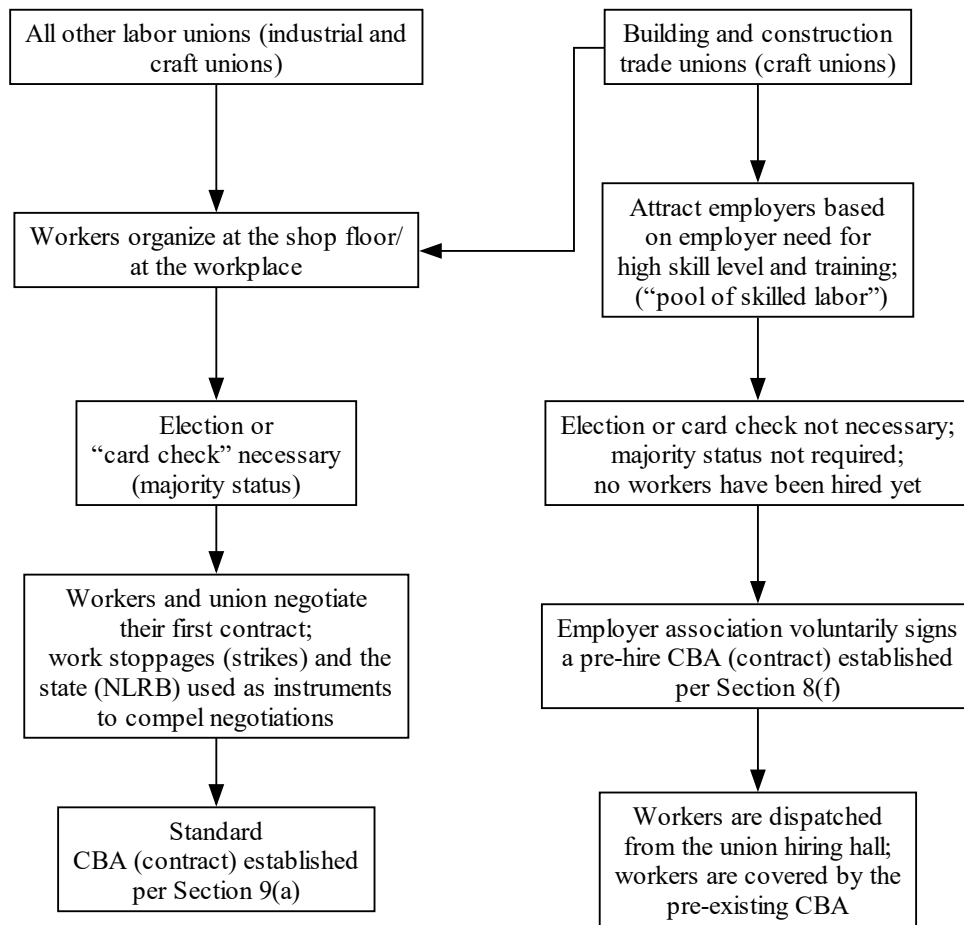 All other labor unions (industrial and
craft unions)
Building and construction
trade unions (craft unions)
Workers organize at the shop floor/
at the workplace
Attract employers based
on employer need for
high skill level and training;
(“pool of skilled labor”)
Election or
“card check” necessary
(majority status)
Election or card check not necessary;
majority status not required;
no workers have been hired yet
Workers and union negotiate
their first contract;
work stoppages (strikes) and the
state (NLRB) used as instruments
to compel negotiations
Employer association voluntarily signs
a pre-hire CBA (contract) established
per Section 8(f)
Standard
CBA (contract) established
per Section 9(a)
Workers are dispatched
from the union hiring hall;
workers are covered by the
pre-existing CBA